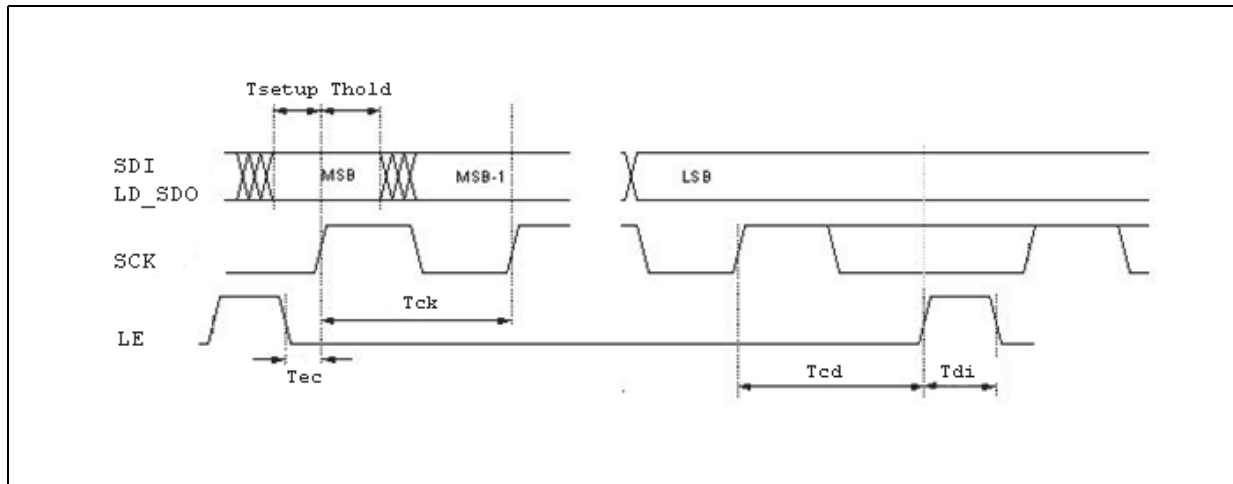 Tsetup Thold
SDI
LD_SDO
MSB
MSB-1
LSB
SCK
Tck
LE
Tec
Tcd
Tdi